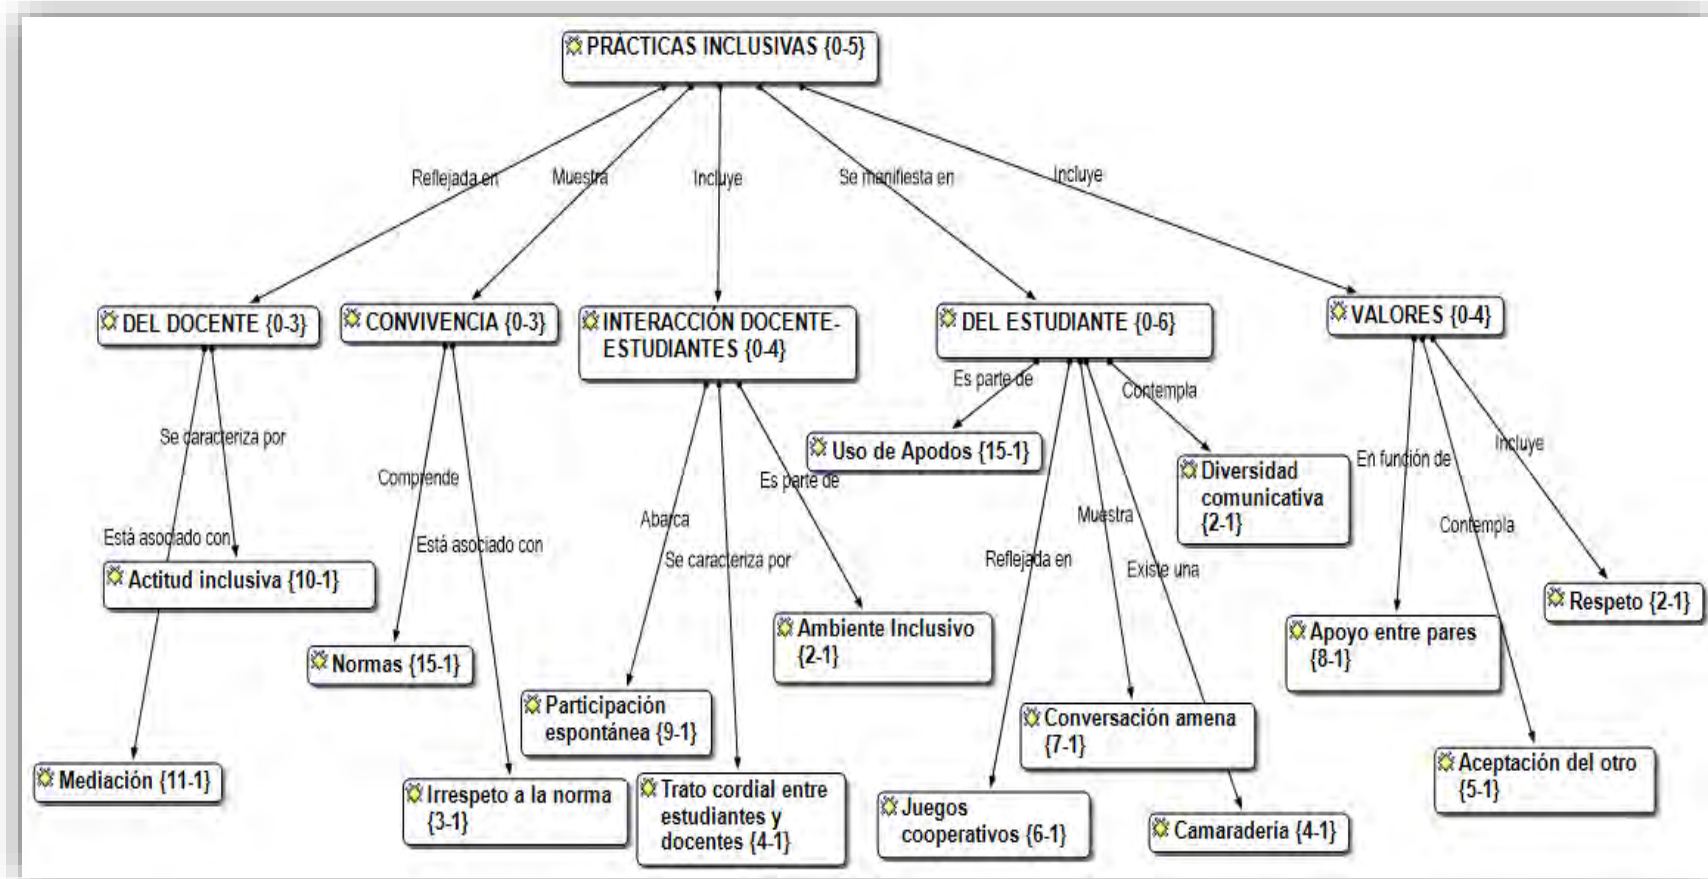 PRÁCTICAS INCLUSIVAS {0-5}
Reflejada en
Muestra
Incluye
Se manifiesta en
Incluye
DEL DOCENTE {0-3}
CONVIVENCIA {0-3}
INTERACCIÓN DOCENTE-
ESTUDIANTES {0-4}
DEL ESTUDIANTE {0-6}
VALORES {0-4}
Es parte de
Contempla
Se caracteriza por
Uso de Apodos {15-1}
Incluye
En función de
Diversidad
comunicativa
{2-1}
Comprende
Es parte de
Abarca
Muestra
Contempla
Está asociado con
Está asociado con
Se caracteriza por
Reflejada en
Existe una
Actitud inclusiva {10-1}
Respeto {2-1}
Ambiente Inclusivo
{2-1}
Apoyo entre pares
{8-1}
Normas {15-1}
Participación
espontánea {9-1}
Conversación amena
{7-1}
Mediación {11-1}
Aceptación del otro
{5-1}
Irrespeto a la norma
{3-1}
Trato cordial entre
estudiantes y
docentes {4-1}
Juegos
cooperativos {6-1}
Camaradería {4-1}